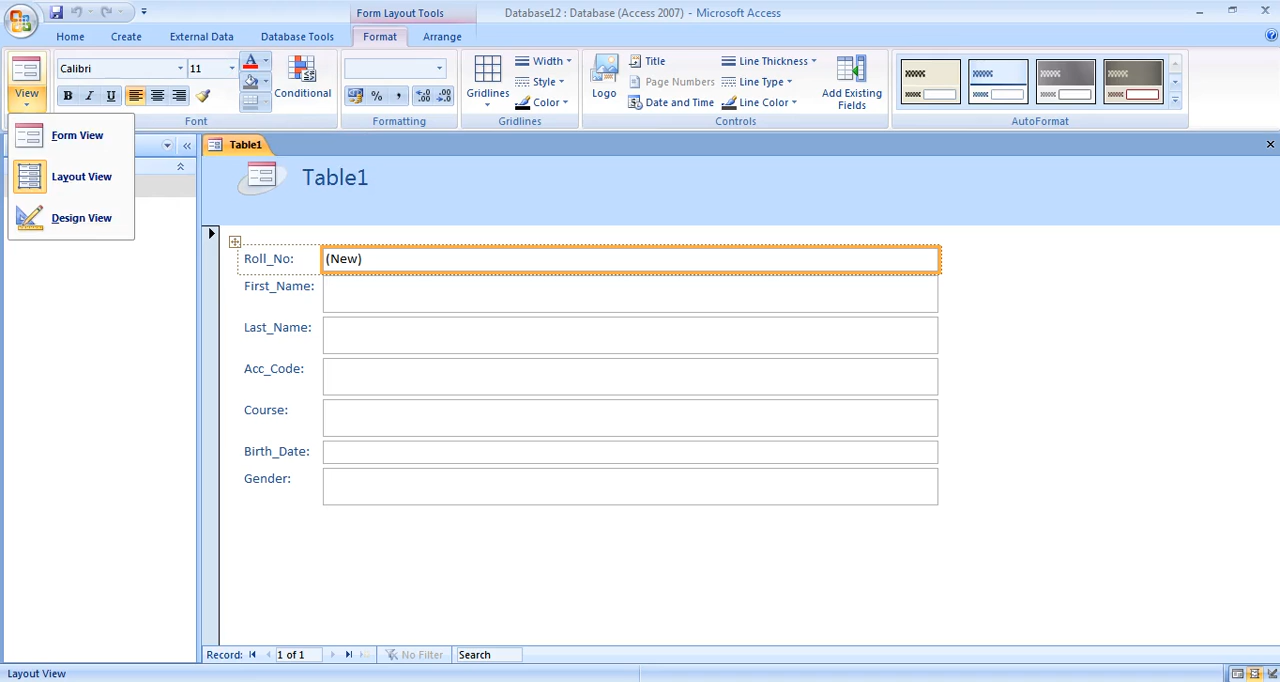 Form Layout Tools
Database12 : Database (Access 2007) - Microsoft Access
Home Create External Data Database Tools Format Arrange
View
Calibri 11
B I U
Conditional
Font
%
,
.00 .00
Formatting
Gridlines
Width
Style
Color
Gridlines
Logo
Title
Page Numbers
Date and Time
Line Thickness
Line Type
Line Color
Add Existing
Fields
Controls
AutoFormat
Form View
Layout View
Design View
Table1
Table1
Roll_No: (New)
First_Name:
Last_Name:
Acc_Code:
Course:
Birth_Date:
Gender:
Record: 1 of 1 No Filter Search
Layout View